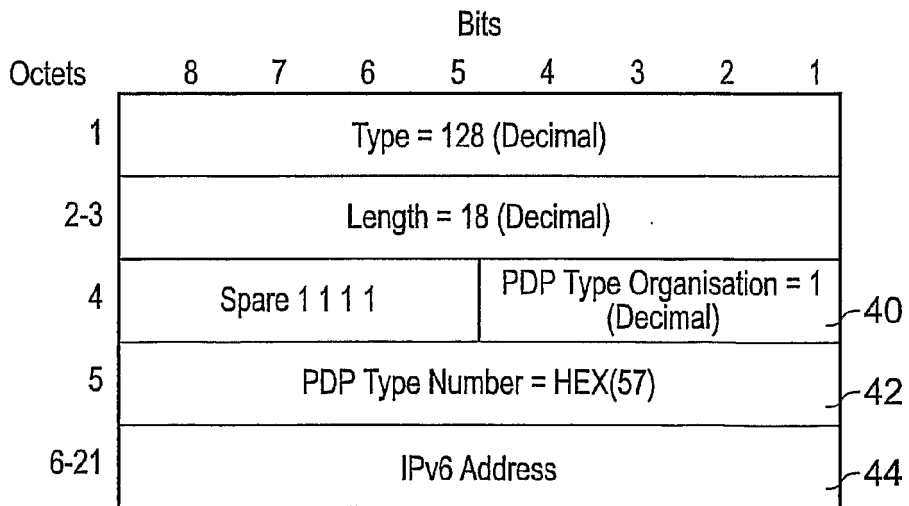 Bits
Octets 8 7 6 5 4 3 2 1
1 Type = 128 (Decimal)
2-3 Length = 18 (Decimal)
4 Spare 1 1 1 1 PDP Type Organisation = 1 (Decimal) 40
5 PDP Type Number = HEX(57) 42
6-21 IPv6 Address 44